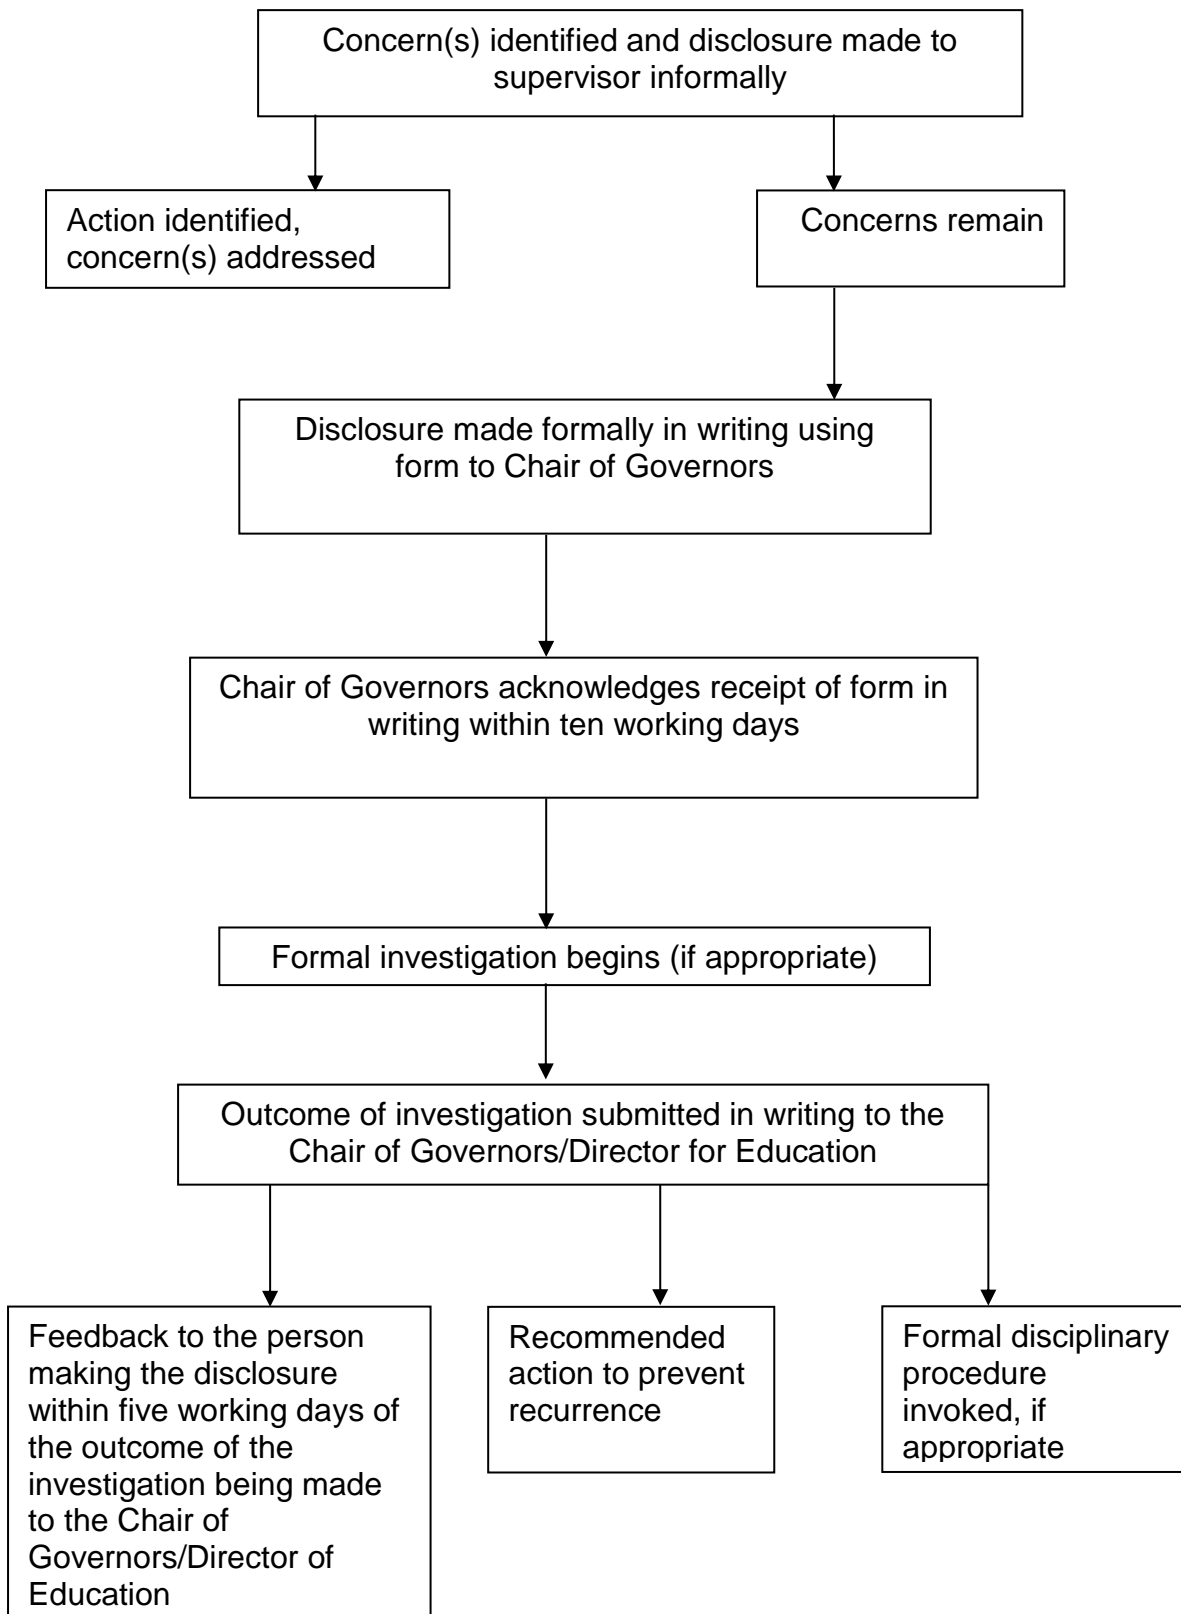 Concern(s) identified and disclosure made to
supervisor informally
Action identified,
concern(s) addressed
Concerns remain
Disclosure made formally in writing using
form to Chair of Governors
Chair of Governors acknowledges receipt of form in
writing within ten working days
Formal investigation begins (if appropriate)
Outcome of investigation submitted in writing to the
Chair of Governors/Director for Education
Feedback to the person
making the disclosure
within five working days of
the outcome of the
investigation being made
to the Chair of
Governors/Director of
Education
Recommended
action to prevent
recurrence
Formal disciplinary
procedure
invoked, if
appropriate